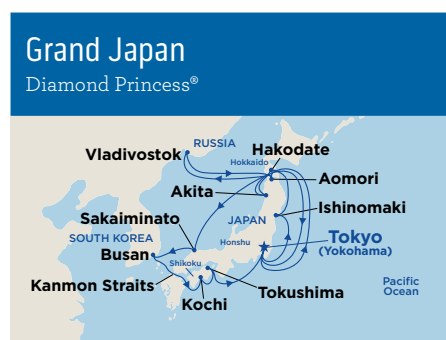 Grand Japan
Diamond Princess®
RUSSIA
Vladivostok
Hakodate
Hokkaido
Aomori
Akita
Ishinomaki
Sakaiminato
JAPAN
SOUTH KOREA
Honshu
Tokyo
(Yokohama)
Busan
Shikoku
Kanmon Straits
Tokushima
Pacific
Ocean
Kochi